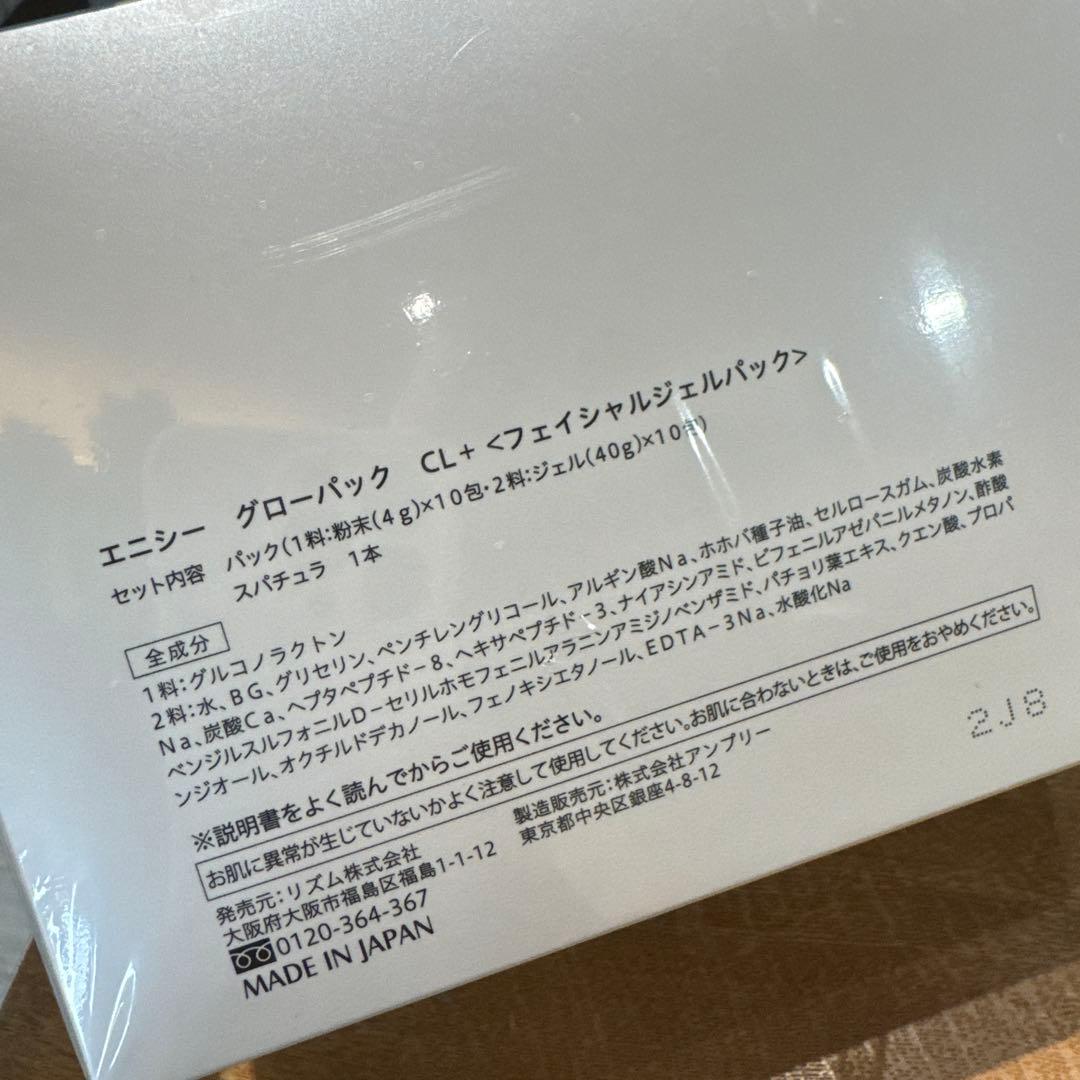 エニシー グローパック CL+ <フェイシャルジェルパック>
セット内容 パック(1料:粉末(4g)×10包・2料:ジェル(40g)×10包)
スパチュラ 1本
全成分
1料:グルコノラクトン
2料:水、BG、グリセリン、ペンチレングリコール、アルギン酸Na、ホホバ種子油、セルロースガム、炭酸水素
Na、炭酸Ca、ヘプタペプチド-8、ヘキサペプチド-3、ナイアシンアミド、ビフェニルアゼパニルメタノン、酢酸
ベンジルスルフォニルD-セリルホモフェニルアラニンアミジノベンザミド、パチョリ葉エキス、クエン酸、プロパ
ンジオール、オクチルドデカノール、フェノキシエタノール、EDTA-3Na、水酸化Na
※説明書をよく読んでからご使用ください。
お肌に異常が生じていないかよく注意して使用してください。お肌に合わないときは、ご使用をおやめください。
発売元:リズム株式会社
大阪府大阪市福島区福島1-1-12
0120-364-367
MADE IN JAPAN
製造販売元:株式会社アンプリー
東京都中央区銀座4-8-12
2J8